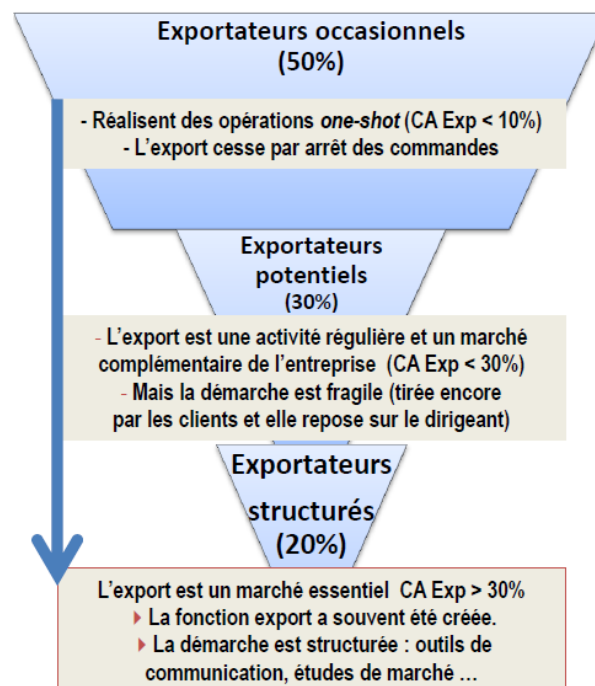 Exportateurs occasionnels
(50%)
- Réalisent des opérations one-shot (CA Exp < 10%)
- L'export cesse par arrêt des commandes
Exportateurs
potentiels
(30%)
- L'export est une activité régulière et un marché
complémentaire de l'entreprise (CA Exp < 30%)
- Mais la démarche est fragile (tirée encore
par les clients et elle repose sur le dirigeant)
Exportateurs
structurés
(20%)
L'export est un marché essentiel CA Exp > 30%
La fonction export a souvent été créée.
La démarche est structurée : outils de
communication, études de marché ...